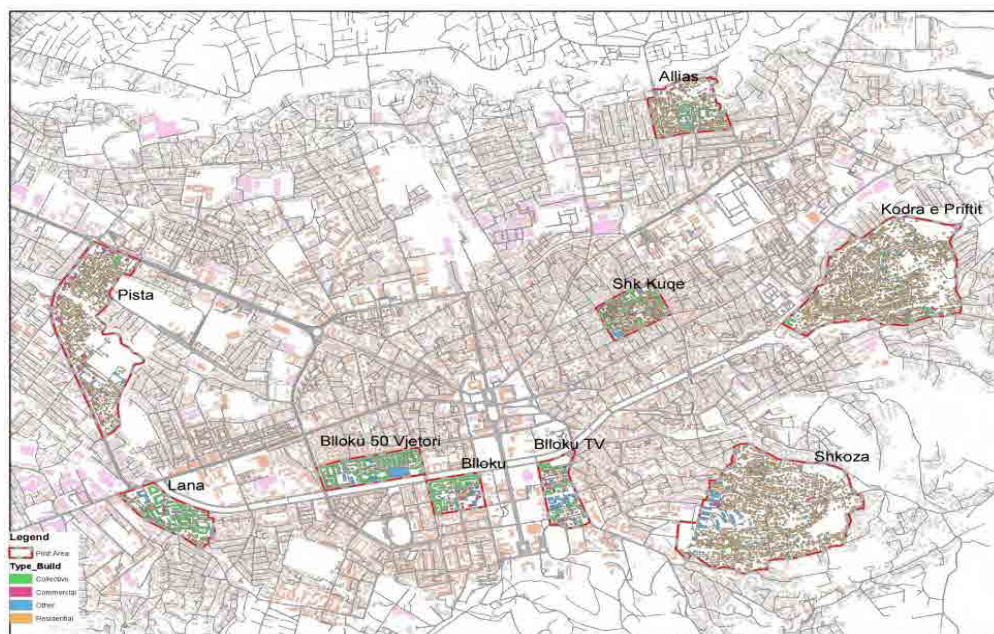 Allias
Kodra e Priftit
Shk Kuqe
Pista
Blloku 50 Vjetori
Blloku TV
Blloku
Shkoza
Lana
Legend
Pilot Area
Type_Build
Collective
Commercial
Other
Residential